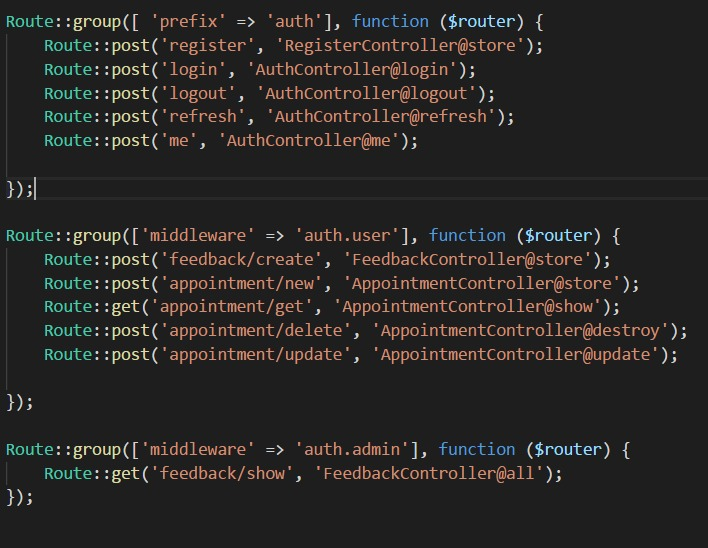 Route::group([ 'prefix' => 'auth'], function ($router) {
    Route::post('register', 'RegisterController@store');
    Route::post('login', 'AuthController@login');
    Route::post('logout', 'AuthController@logout');
    Route::post('refresh', 'AuthController@refresh');
    Route::post('me', 'AuthController@me');
});
Route::group(['middleware' => 'auth.user'], function ($router) {
    Route::post('feedback/create', 'FeedbackController@store');
    Route::post('appointment/new', 'AppointmentController@store');
    Route::get('appointment/get', 'AppointmentController@show');
    Route::post('appointment/delete', 'AppointmentController@destroy');
    Route::post('appointment/update', 'AppointmentController@update');
});
Route::group(['middleware' => 'auth.admin'], function ($router) {
    Route::get('feedback/show', 'FeedbackController@all');
});